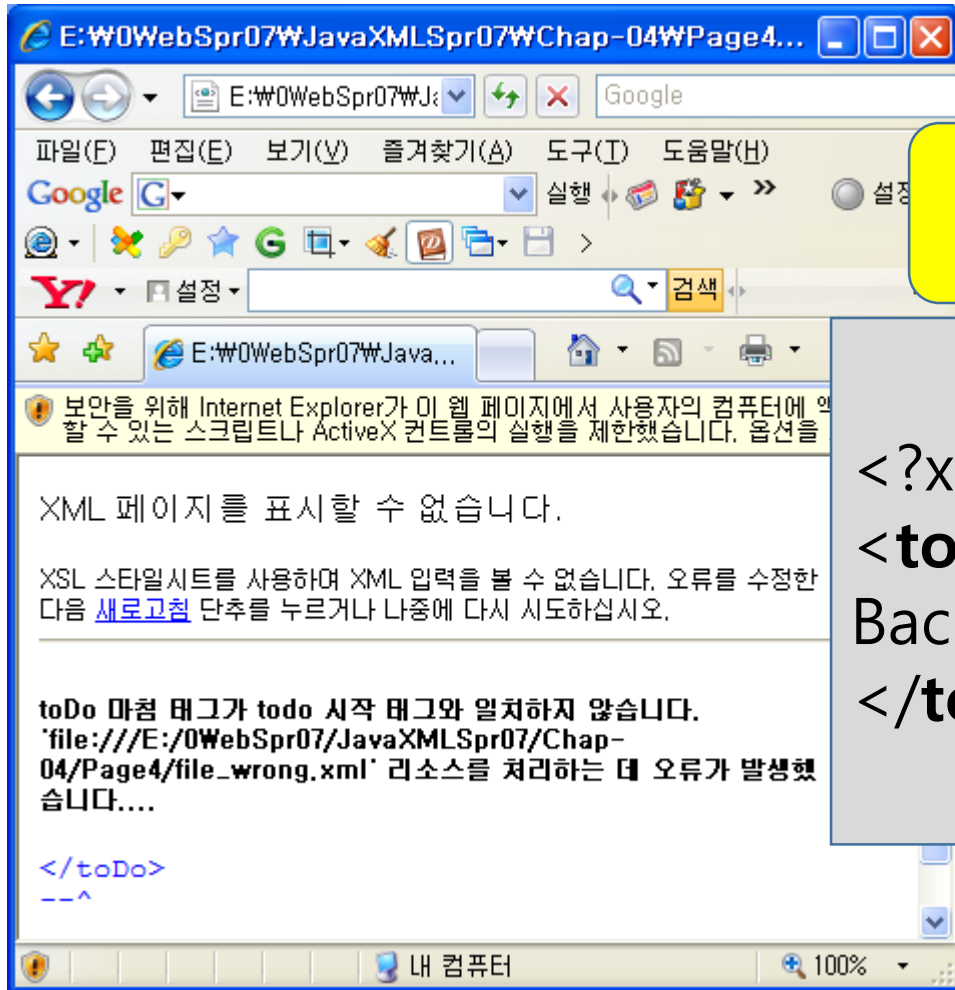 E:\0WebSpr07\JavaXMLSpr07\Chap-04\Page4...
E:\0WebSpr07\Ja
Google
파일(F) 편집(E) 보기(V) 즐겨찾기(A) 도구(T) 도움말(H)
Google G 실행 »
Y! 설정 검색
E:\0WebSpr07\Java...
보안을 위해 Internet Explorer가 이 웹 페이지에서 사용자의 컴퓨터에
할 수 있는 스크립트나 ActiveX 컨트롤의 실행을 제한했습니다. 옵션을
XML 페이지를 표시할 수 없습니다.
XSL 스타일시트를 사용하여 XML 입력을 볼 수 없습니다. 오류를 수정한
다음 새로고침 단추를 누르거나 나중에 다시 시도하십시오.
toDo 마침 태그가 todo 시작 태그와 일치하지 않습니다.
'file:///E:/0WebSpr07/JavaXMLSpr07/Chap-
04/Page4/file_wrong.xml' 리소스를 처리하는 데 오류가 발생했
습니다....
</toDo>
--^
내 컴퓨터 100%
<?x
<to
Bac
</t